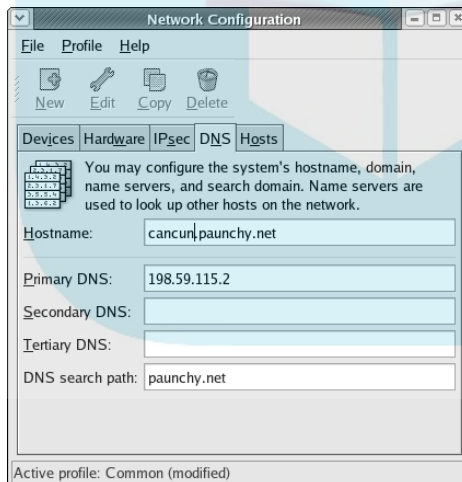 Network Configuration
File Profile Help
New Edit Copy Delete
Devices Hardware IPsec DNS Hosts
You may configure the system's hostname, domain,
name servers, and search domain. Name servers are
used to look up other hosts on the network.
Hostname: cancun.paunchy.net
Primary DNS: 198.59.115.2
Secondary DNS:
Tertiary DNS:
DNS search path: paunchy.net
Active profile: Common (modified)